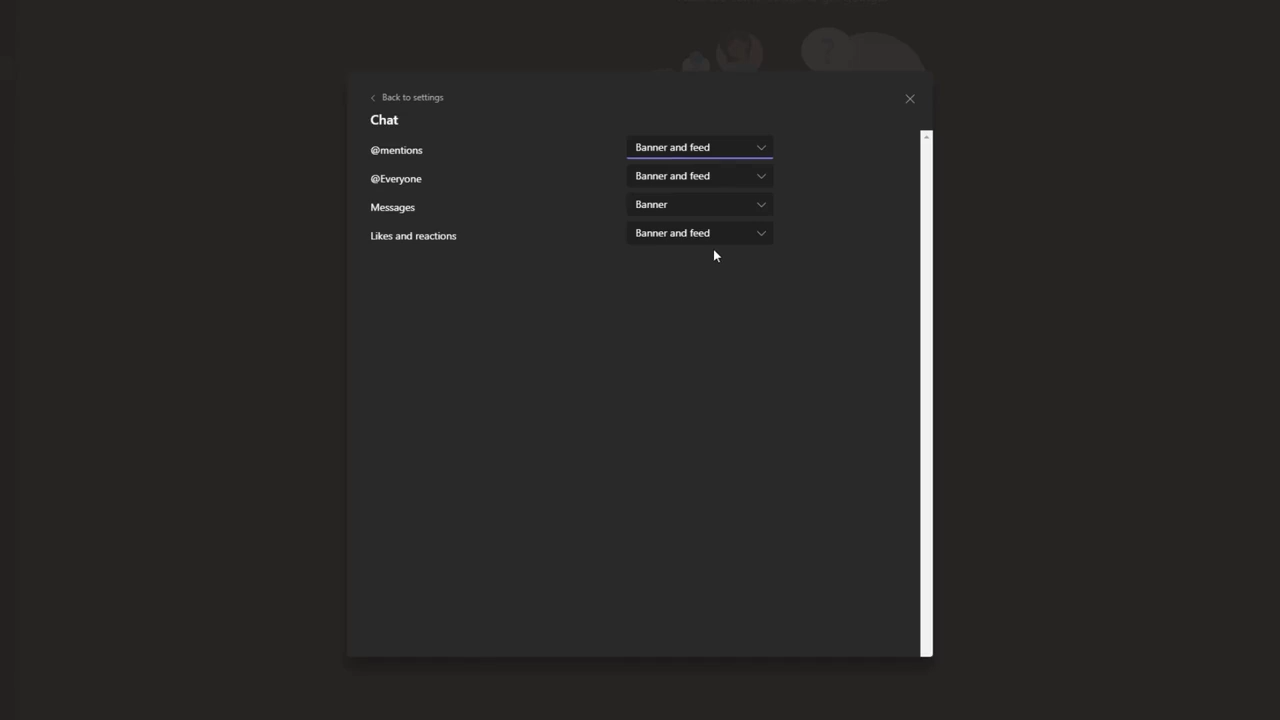 Back to settings
Chat
@mentions Banner and feed
@Everyone Banner and feed
Messages Banner
Likes and reactions Banner and feed